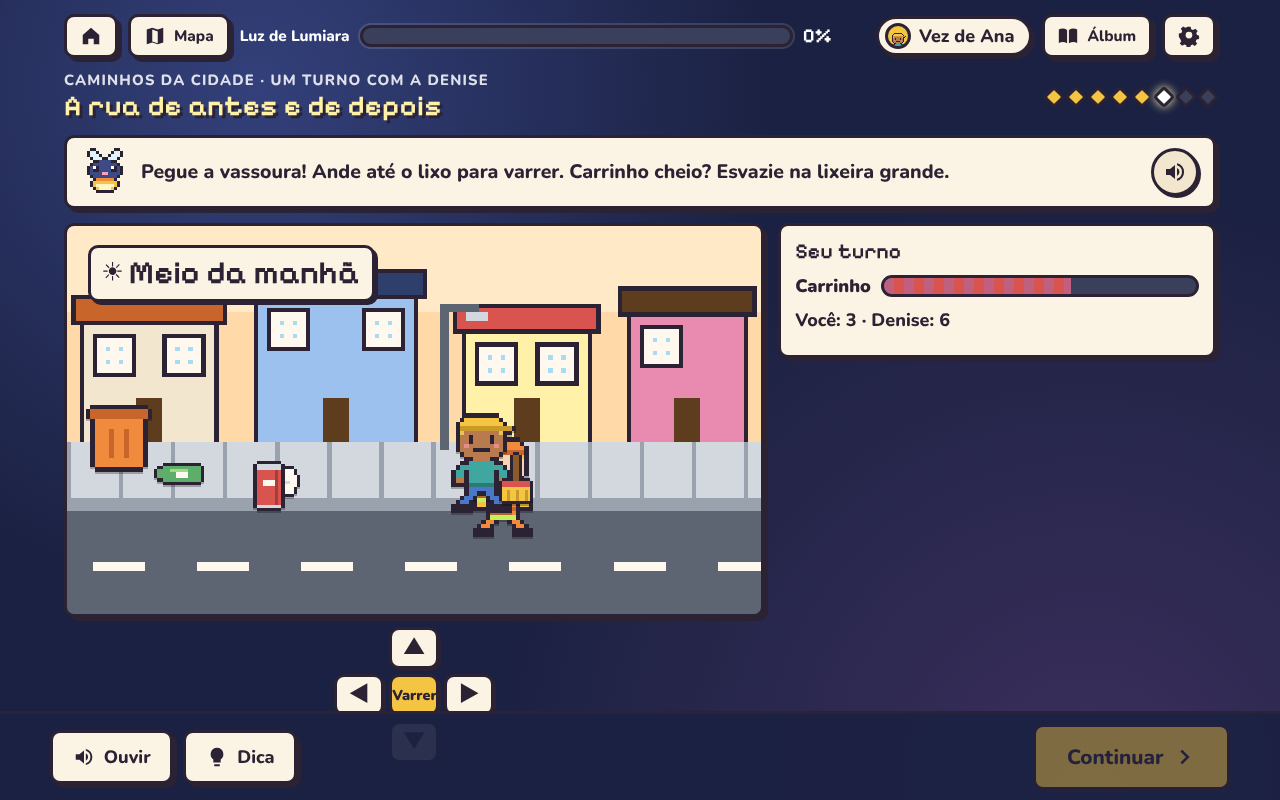 Mapa
Luz de Lumiara
0%
Vez de Ana
Álbum
CAMINHOS DA CIDADE · UM TURNO COM A DENISE
A rua de antes e de depois
Pegue a vassoura! Ande até o lixo para varrer. Carrinho cheio? Esvazie na lixeira grande.
Meio da manhã
Seu turno
Carrinho
Você: 3 · Denise: 6
Varrer
Ouvir
Dica
Continuar